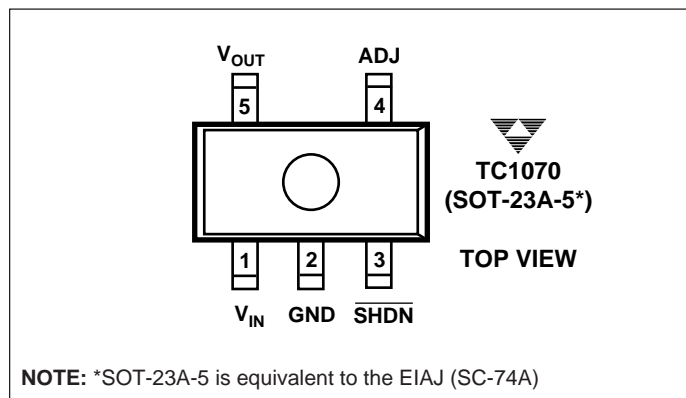 V_OUT ADJ
5 4
TC1070
(SOT-23A-5*)
1 2 3 TOP VIEW
V_IN GND SHDN
NOTE: *SOT-23A-5 is equivalent to the EIAJ (SC-74A)